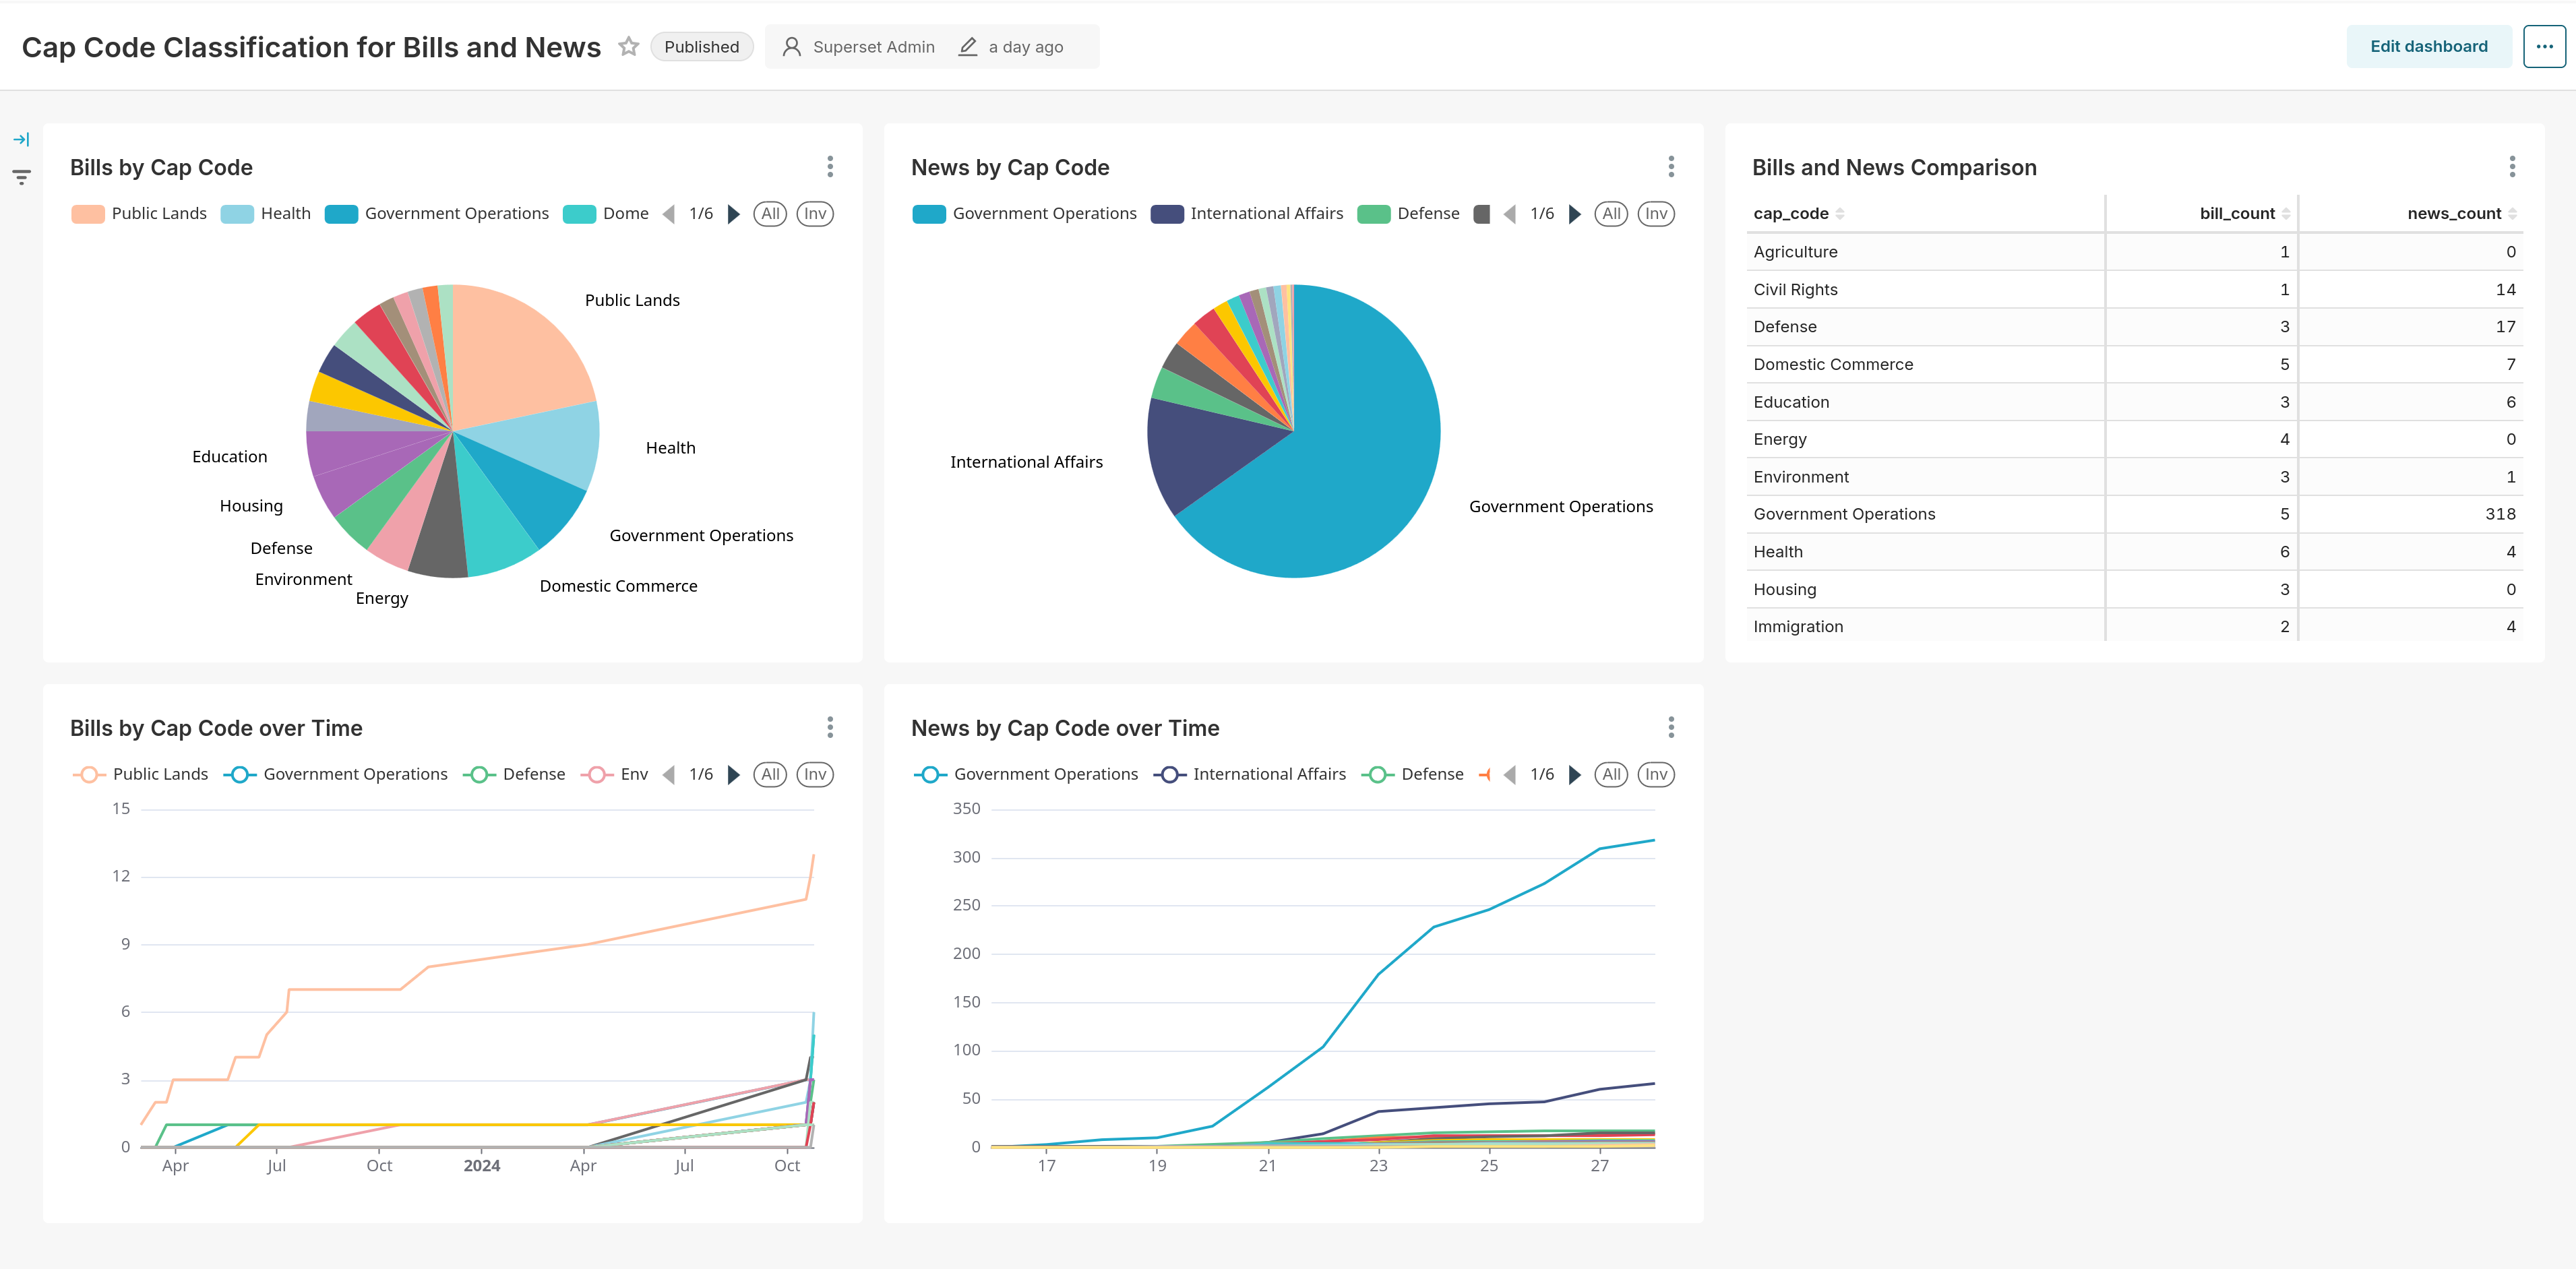 Cap Code Classification for Bills and News Published Superset Admin a day ago Edit dashboard ...
Bills by Cap Code
Public Lands Health Government Operations Dome 1/6 All Inv
Public Lands
Health
Education
Housing
Government Operations
Defense
Environment
Domestic Commerce
Energy
News by Cap Code
Government Operations International Affairs Defense 1/6 All Inv
International Affairs
Government Operations
Bills and News Comparison
cap_code bill_count news_count
Agriculture 1 0
Civil Rights 1 14
Defense 3 17
Domestic Commerce 5 7
Education 3 6
Energy 4 0
Environment 3 1
Government Operations 5 318
Health 6 4
Housing 3 0
Immigration 2 4
Bills by Cap Code over Time
Public Lands Government Operations Defense Env 1/6 All Inv
15
12
9
6
3
0
Apr Jul Oct 2024 Apr Jul Oct
News by Cap Code over Time
Government Operations International Affairs Defense 1/6 All Inv
350
300
250
200
150
100
50
0
17 19 21 23 25 27